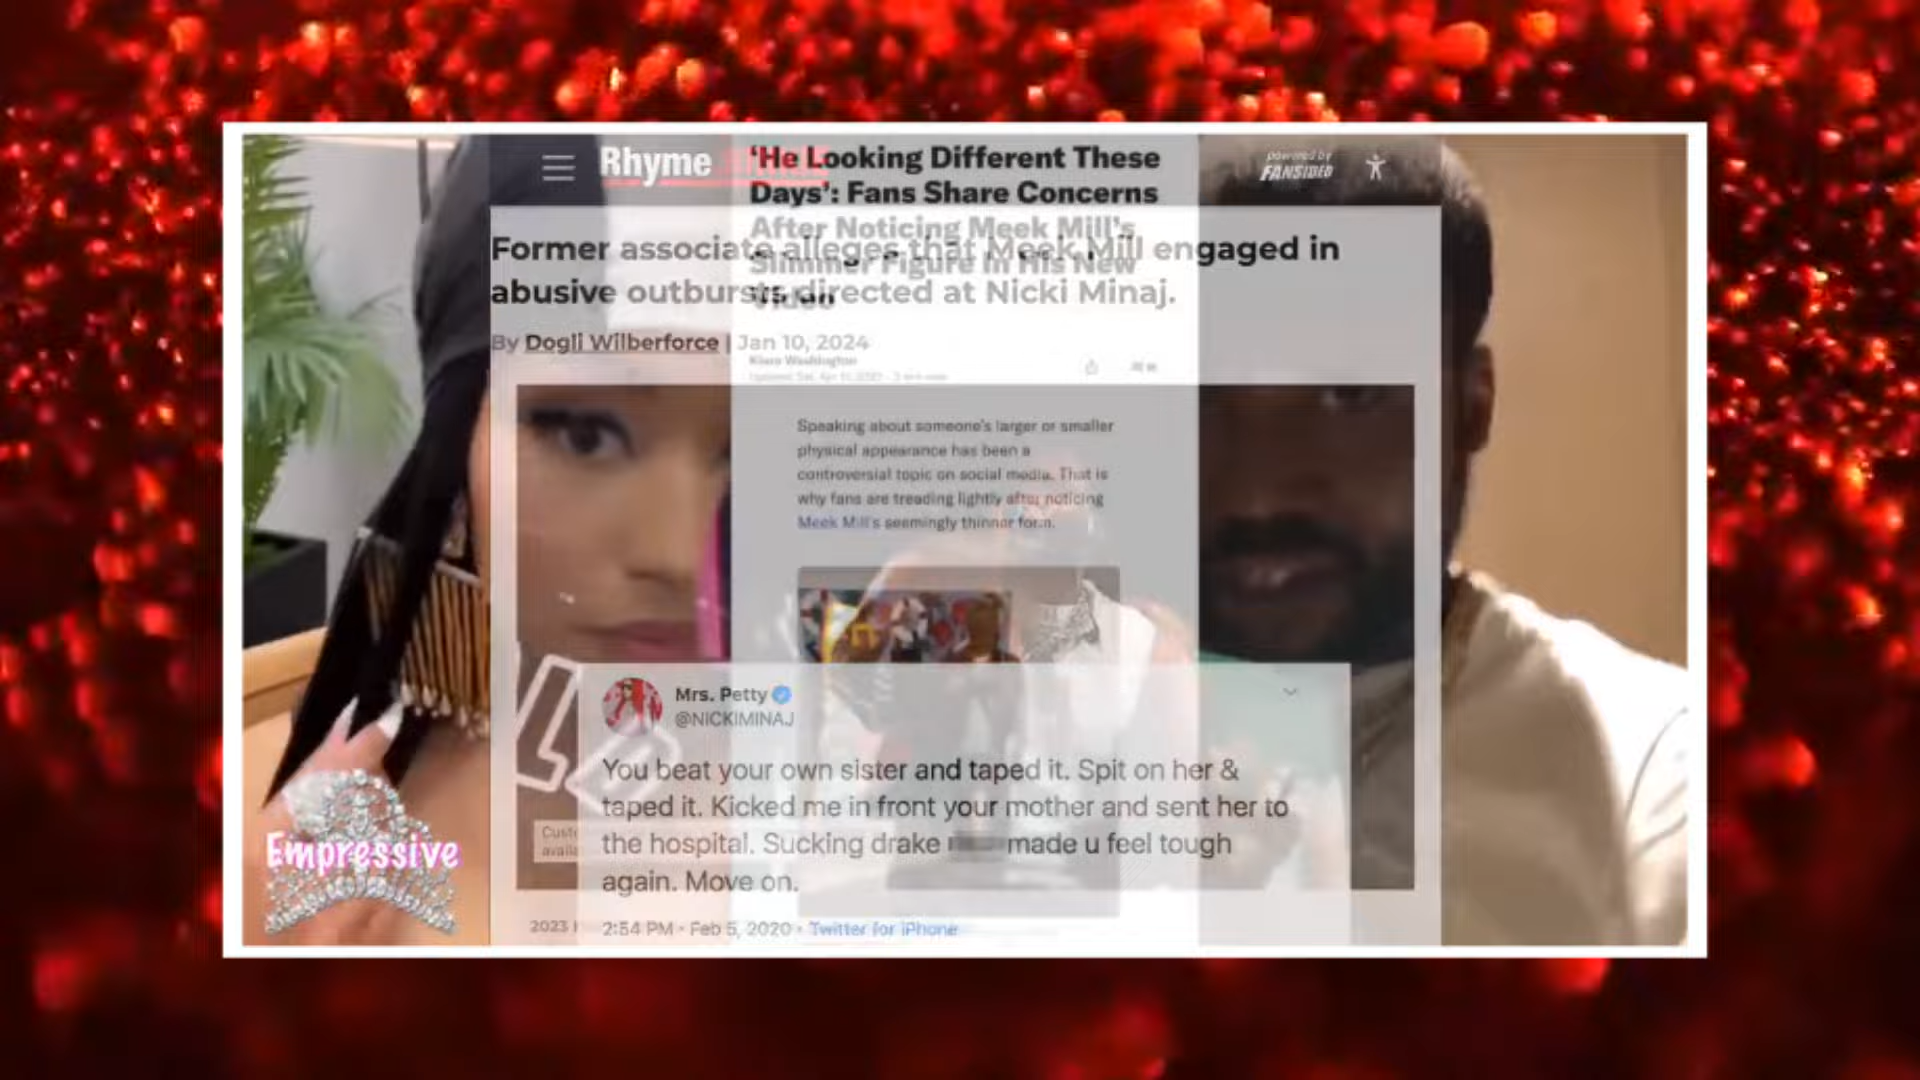 Rhyme
powered by
FANSIDED
'He Looking Different These
Days': Fans Share Concerns
After Noticing Meek Mill's
Slimmer Figure In His New
Video
Former associate alleges that Meek Mill engaged in
abusive outbursts directed at Nicki Minaj.
By Dogli Wilberforce | Jan 10, 2024
Kiara Washington
Speaking about someone's larger or smaller
physical appearance has been a
controversial topic on social media. That is
why fans are treading lightly after noticing
Meek Mill's seemingly thinner form.
Mrs. Petty
@NICKIMINAJ
You beat your own sister and taped it. Spit on her &
taped it. Kicked me in front your mother and sent her to
the hospital. Sucking drake made u feel tough
again. Move on.
2:54 PM · Feb 5, 2020 · Twitter for iPhone
2023
Empressive